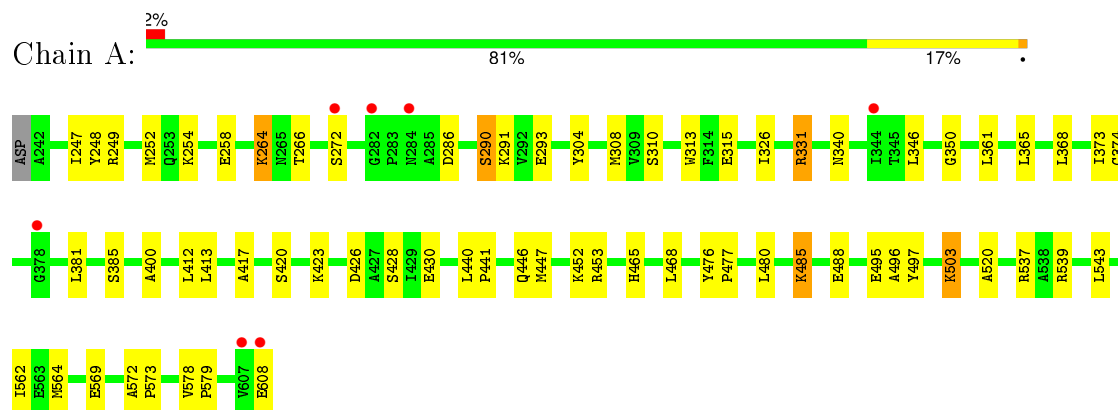 2%
Chain A:
81% 17% •
ASP A242 I247 Y248 R249 M252 Q253 K254 E258 K264 N265 T266 S272 G282 P283 N284 A285 D286 S290 K291 V292 E293 Y304 M308 V309 S310 W313 F314 E315 I326 R331 N340 I344 T345 L346 G350 L361 L365 L368 I373 G374
G378 L381 S385 A400 L412 L413 A417 S420 K423 D426 A427 S428 I429 E430 L440 P441 Q446 M447 K452 R453 H465 L468 Y476 P477 L480 K485 E488 E495 A496 Y497 K503 A520 R537 A538 R539 L543
I562 E563 M564 E569 A572 P573 V578 P579 V607 E608